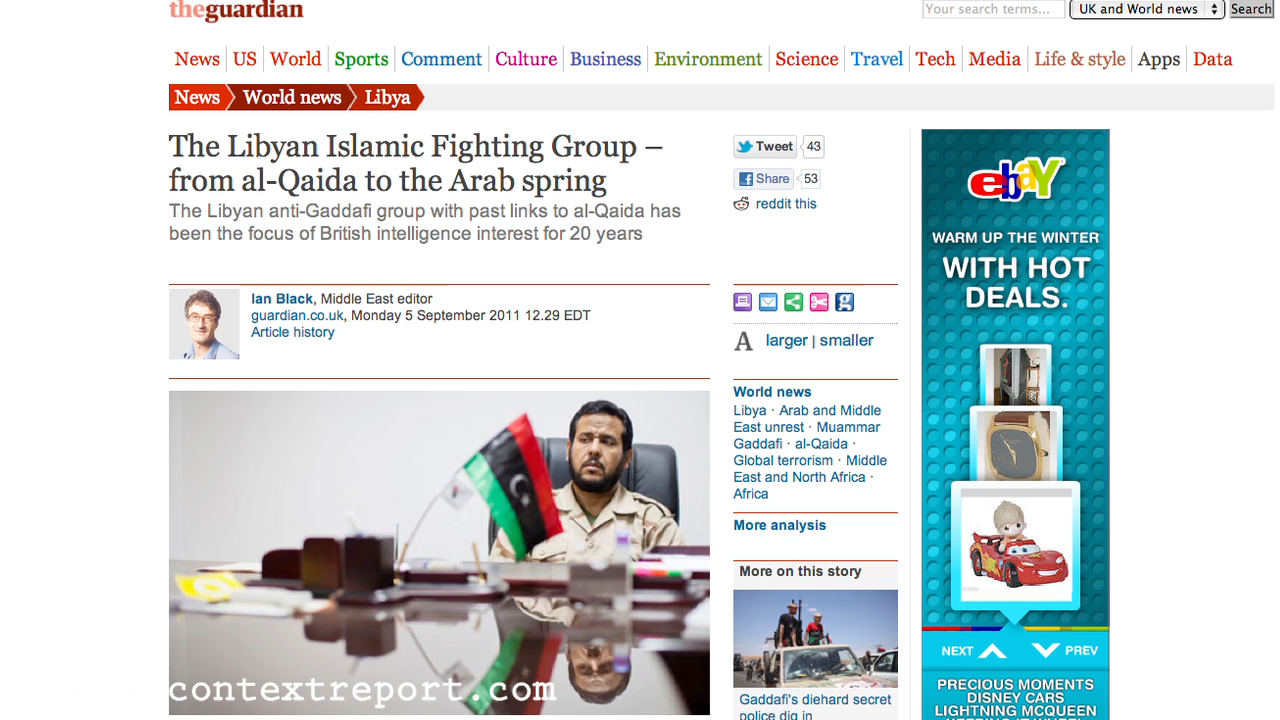 theguardian
Your search terms...
UK and World news
Search
News
US
World
Sports
Comment
Culture
Business
Environment
Science
Travel
Tech
Media
Life & style
Apps
Data
News
World news
Libya
The Libyan Islamic Fighting Group –
from al-Qaida to the Arab spring
The Libyan anti-Gaddafi group with past links to al-Qaida has
been the focus of British intelligence interest for 20 years
Ian Black, Middle East editor
guardian.co.uk, Monday 5 September 2011 12.29 EDT
Article history
contextreport.com
Tweet 43
Share 53
reddit this
A larger | smaller
World news
Libya · Arab and Middle
East unrest · Muammar
Gaddafi · al-Qaida ·
Global terrorism · Middle
East and North Africa ·
Africa
More analysis
More on this story
Gaddafi's diehard secret
police dig in
ebay
WARM UP THE WINTER
WITH HOT
DEALS.
NEXT PREV
PRECIOUS MOMENTS
DISNEY CARS
LIGHTNING MCQUEEN